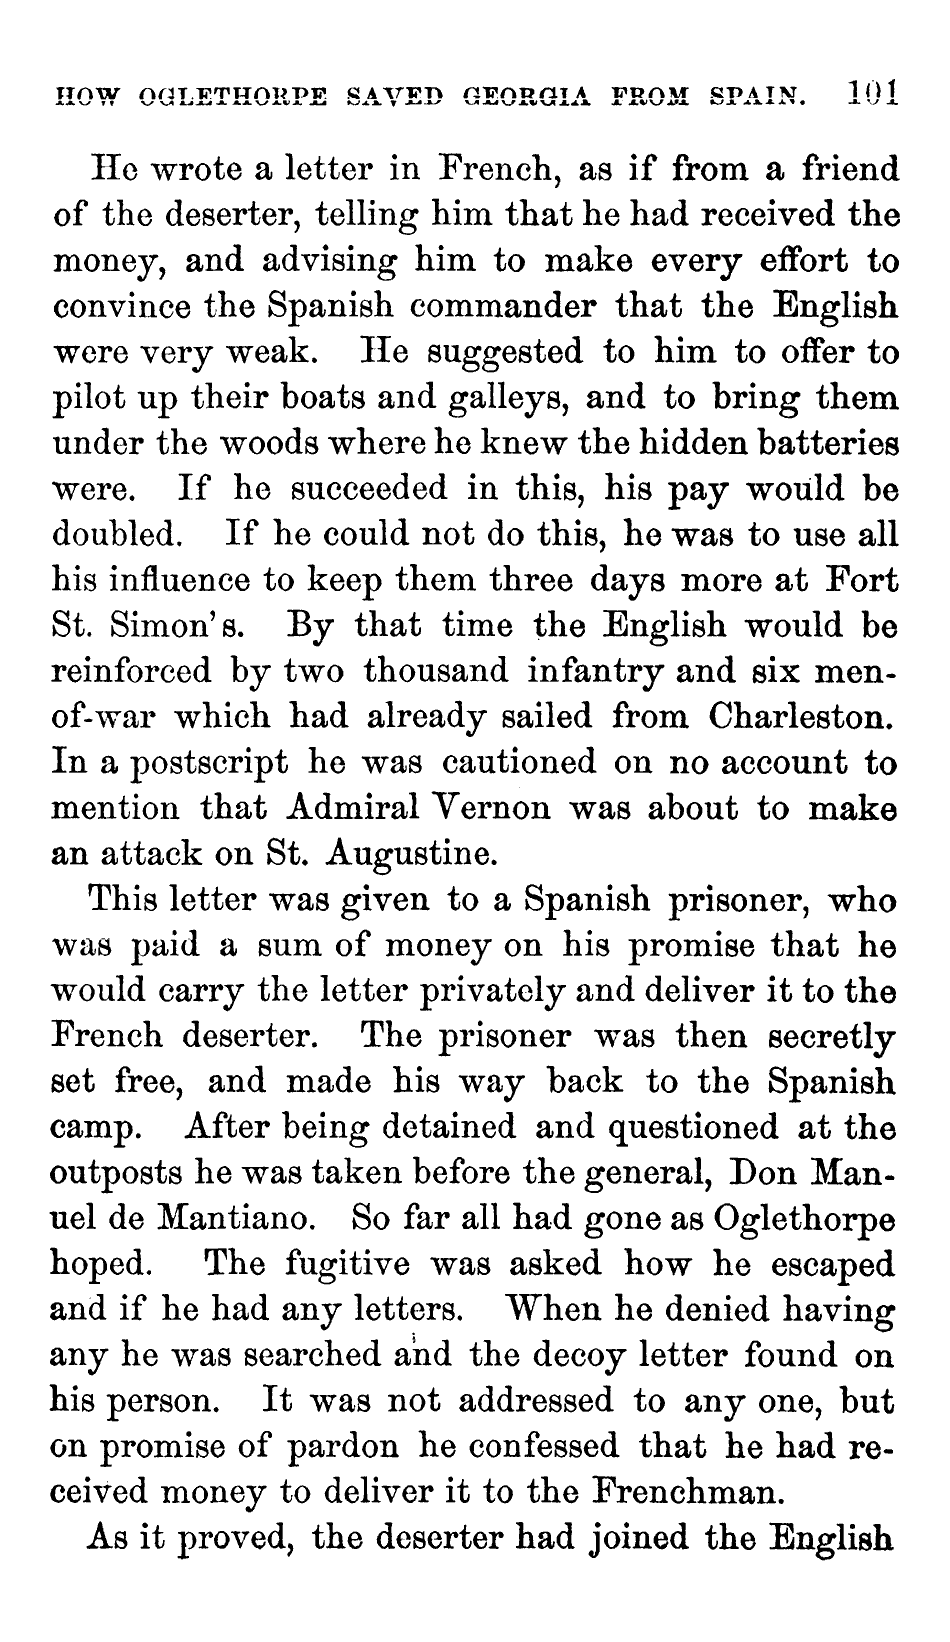 HOW OGLETHORPE SAVED GEORGIA FROM SPAIN. 101
He wrote a letter in French, as if from a friend
of the deserter, telling him that he had received the
money, and advising him to make every effort to
convince the Spanish commander that the English
were very weak. He suggested to him to offer to
pilot up their boats and galleys, and to bring them
under the woods where he knew the hidden batteries
were. If he succeeded in this, his pay would be
doubled. If he could not do this, he was to use all
his influence to keep them three days more at Fort
St. Simon's. By that time the English would be
reinforced by two thousand infantry and six men-
of-war which had already sailed from Charleston.
In a postscript he was cautioned on no account to
mention that Admiral Vernon was about to make
an attack on St. Augustine.
This letter was given to a Spanish prisoner, who
was paid a sum of money on his promise that he
would carry the letter privately and deliver it to the
French deserter. The prisoner was then secretly
set free, and made his way back to the Spanish
camp. After being detained and questioned at the
outposts he was taken before the general, Don Man-
uel de Mantiano. So far all had gone as Oglethorpe
hoped. The fugitive was asked how he escaped
and if he had any letters. When he denied having
any he was searched and the decoy letter found on
his person. It was not addressed to any one, but
on promise of pardon he confessed that he had re-
ceived money to deliver it to the Frenchman.
As it proved, the deserter had joined the English